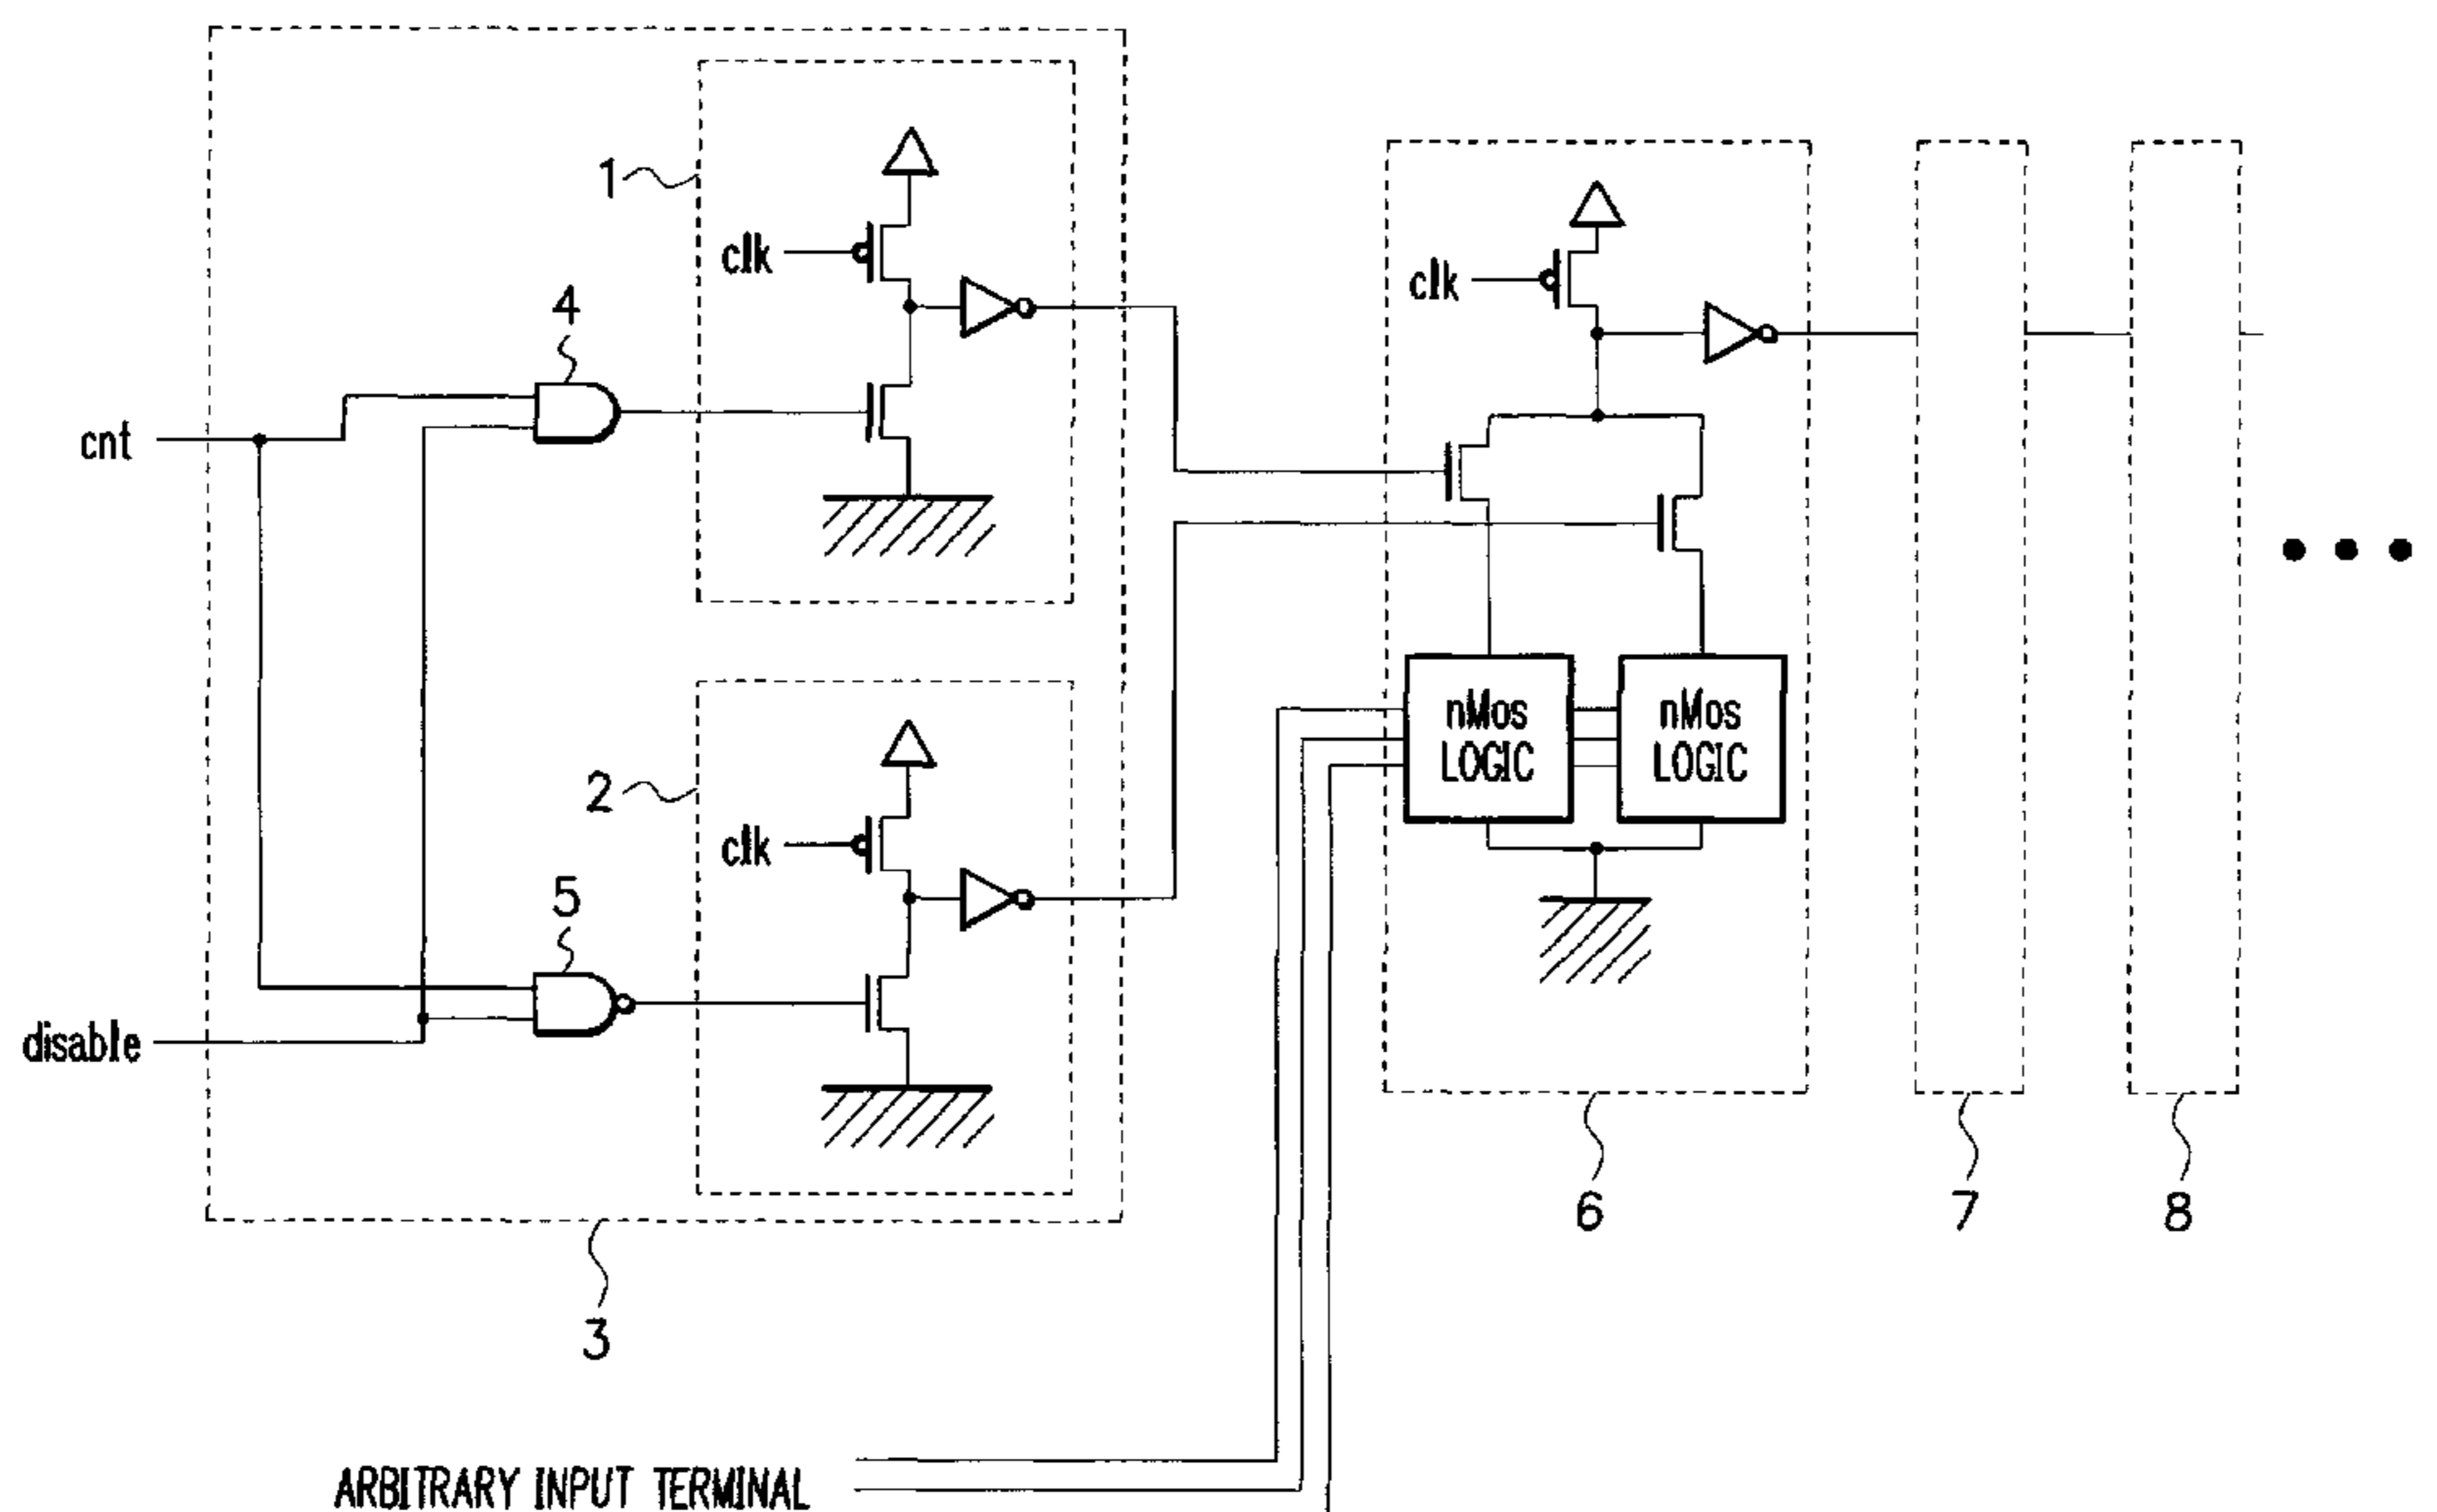 1
clk
clk
4
cnt
nMos
LOGIC
nMos
LOGIC
2
clk
5
disable
6
7
8
3
ARBITRARY INPUT TERMINAL